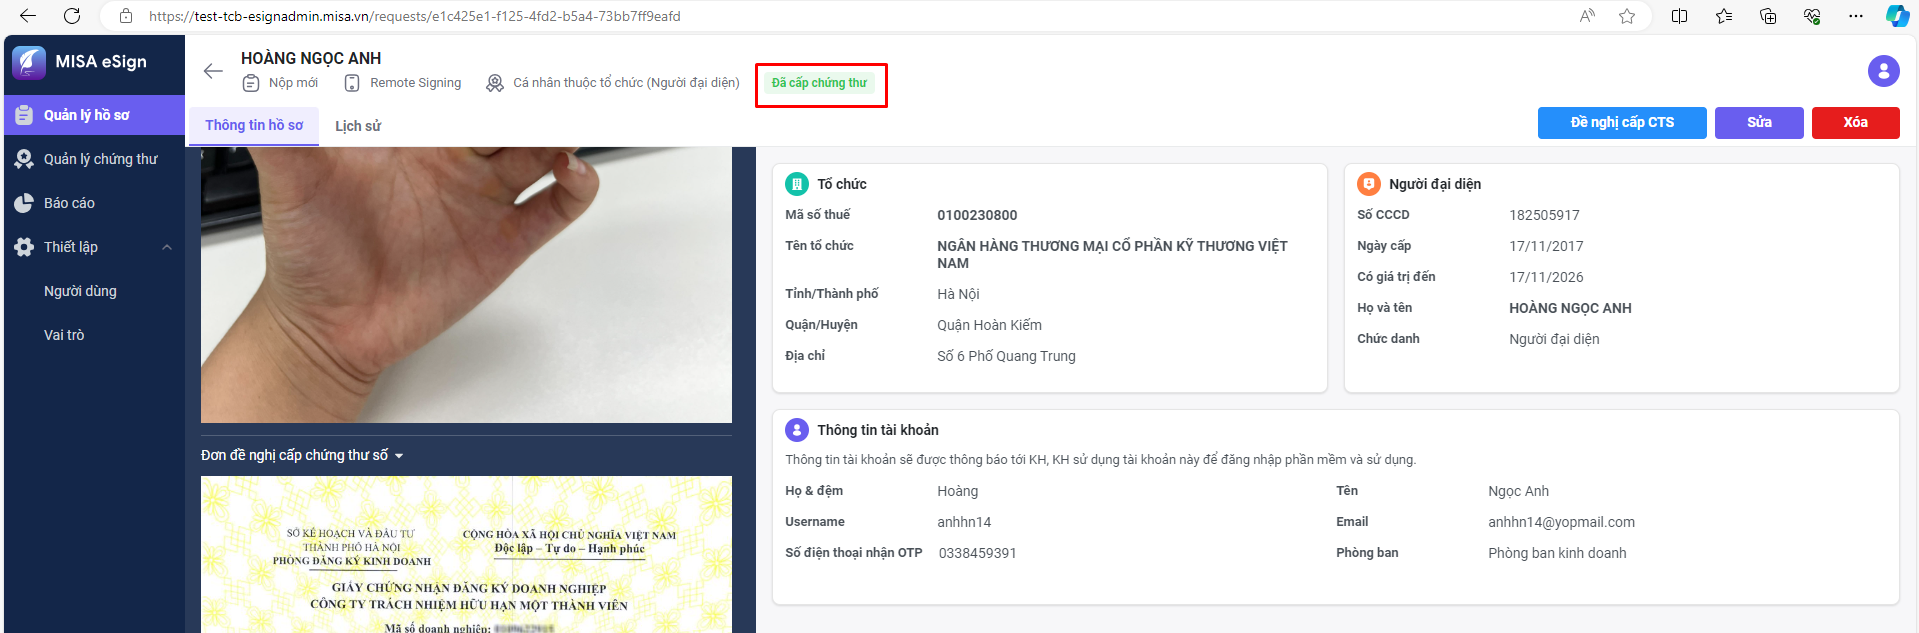 https://test-tcb-esignadmin.misa.vn/requests/e1c425e1-f125-4fd2-b5a4-73bb7ff9eafd
MISA eSign
Quản lý hồ sơ
Quản lý chứng thư
Báo cáo
Thiết lập
Người dùng
Vai trò
HOÀNG NGỌC ANH
Nộp mới
Remote Signing
Cá nhân thuộc tổ chức (Người đại diện)
Đã cấp chứng thư
Thông tin hồ sơ
Lịch sử
Đề nghị cấp CTS
Sửa
Xóa
Đơn đề nghị cấp chứng thư số
SỞ KẾ HOẠCH VÀ ĐẦU TƯ
THÀNH PHỐ HÀ NỘI
PHÒNG ĐĂNG KÝ KINH DOANH
CỘNG HÒA XÃ HỘI CHỦ NGHĨA VIỆT NAM
Độc lập – Tự do – Hạnh phúc
GIẤY CHỨNG NHẬN ĐĂNG KÝ DOANH NGHIỆP
CÔNG TY TRÁCH NHIỆM HỮU HẠN MỘT THÀNH VIÊN
Mã số doanh nghiệp:
Tổ chức
Mã số thuế 0100230800
Tên tổ chức NGÂN HÀNG THƯƠNG MẠI CỔ PHẦN KỸ THƯƠNG VIỆT
NAM
Tỉnh/Thành phố Hà Nội
Quận/Huyện Quận Hoàn Kiếm
Địa chỉ Số 6 Phố Quang Trung
Người đại diện
Số CCCD 182505917
Ngày cấp 17/11/2017
Có giá trị đến 17/11/2026
Họ và tên HOÀNG NGỌC ANH
Chức danh Người đại diện
Thông tin tài khoản
Thông tin tài khoản sẽ được thông báo tới KH, KH sử dụng tài khoản này để đăng nhập phần mềm và sử dụng.
Họ & đệm Hoàng Tên Ngọc Anh
Username anhhn14 Email anhhn14@yopmail.com
Số điện thoại nhận OTP 0338459391 Phòng ban Phòng ban kinh doanh